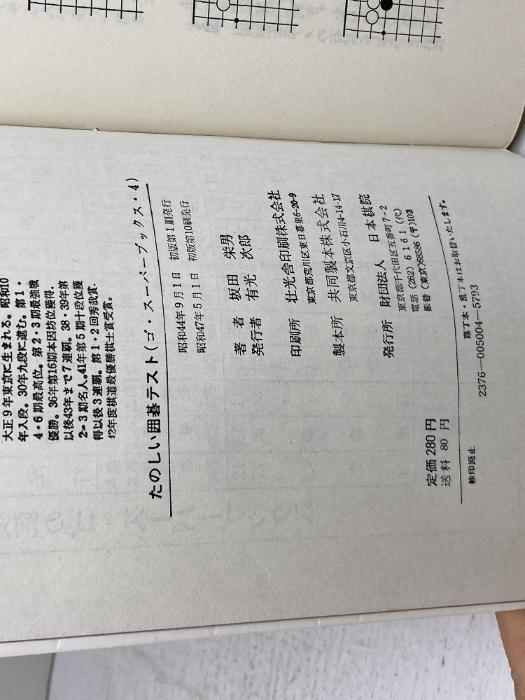 大正9年東京に生まれる。昭和10
年入段。30年九段に進む。第1・
4・6期最高位。第2・3期最強戦
優勝。36年第16期本因坊位獲得、
以後43年まで7連覇。38・39年第
2・3期名人。41年第5期十段位獲
得以後3連覇。第1・2回秀哉賞、
42年度棋道最優勝棋士賞受賞。
たのしい囲碁テスト(ゴ・スーパーブックス・4)
昭和44年9月1日 初版第1刷発行
昭和47年5月1日 初版第10刷発行
著者 坂田 栄男
発行者 有光 次郎
印刷所 壮光舎印刷株式会社
東京都荒川区東日暮里6-20-9
製本所 共同製本株式会社
東京都文京区小石川4-14-17
発行所 財団法人 日本棋院
東京都千代田区五番町7-2
電話 (262) 6161 (代)
振替 (東京)98586 (〒)102
落丁本・乱丁本はお取替いたします。
2376-005004-5793
定価 280円
送料 80円
検印廃止